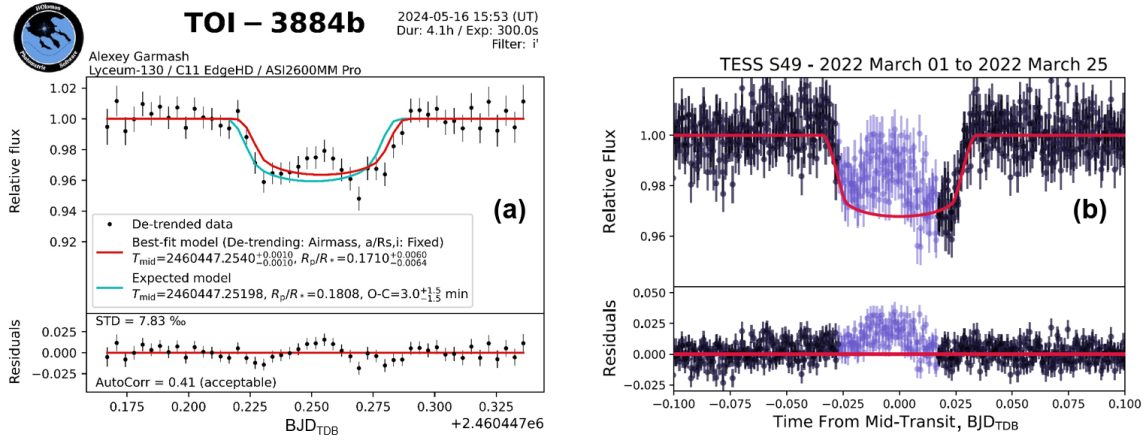 HOlomon
Photometric
Software
TOI − 3884b
2024-05-16 15:53 (UT)
Dur: 4.1h / Exp: 300.0s
Filter: i'
Alexey Garmash
Lyceum-130 / C11 EdgeHD / ASI2600MM Pro
1.02
1.00
0.98
0.96
0.94
0.92
Relative flux
(a)
De-trended data
Best-fit model (De-trending: Airmass, a/Rs,i: Fixed)
Tmid=2460447.2540+0.0010−0.0010, Rp/R*=0.1710+0.0060−0.0064
Expected model
Tmid=2460447.25198, Rp/R*=0.1808, O-C=3.0+1.5−1.5 min
STD = 7.83 ‰
0.025
0.000
−0.025
Residuals
AutoCorr = 0.41 (acceptable)
0.175 0.200 0.225 0.250 0.275 0.300 0.325
BJDTDB
+2.460447e6
TESS S49 - 2022 March 01 to 2022 March 25
1.00
0.98
0.96
Relative Flux
(b)
0.050
0.025
0.000
−0.025
Residuals
−0.100 −0.075 −0.050 −0.025 0.000 0.025 0.050 0.075 0.100
Time From Mid-Transit, BJDTDB